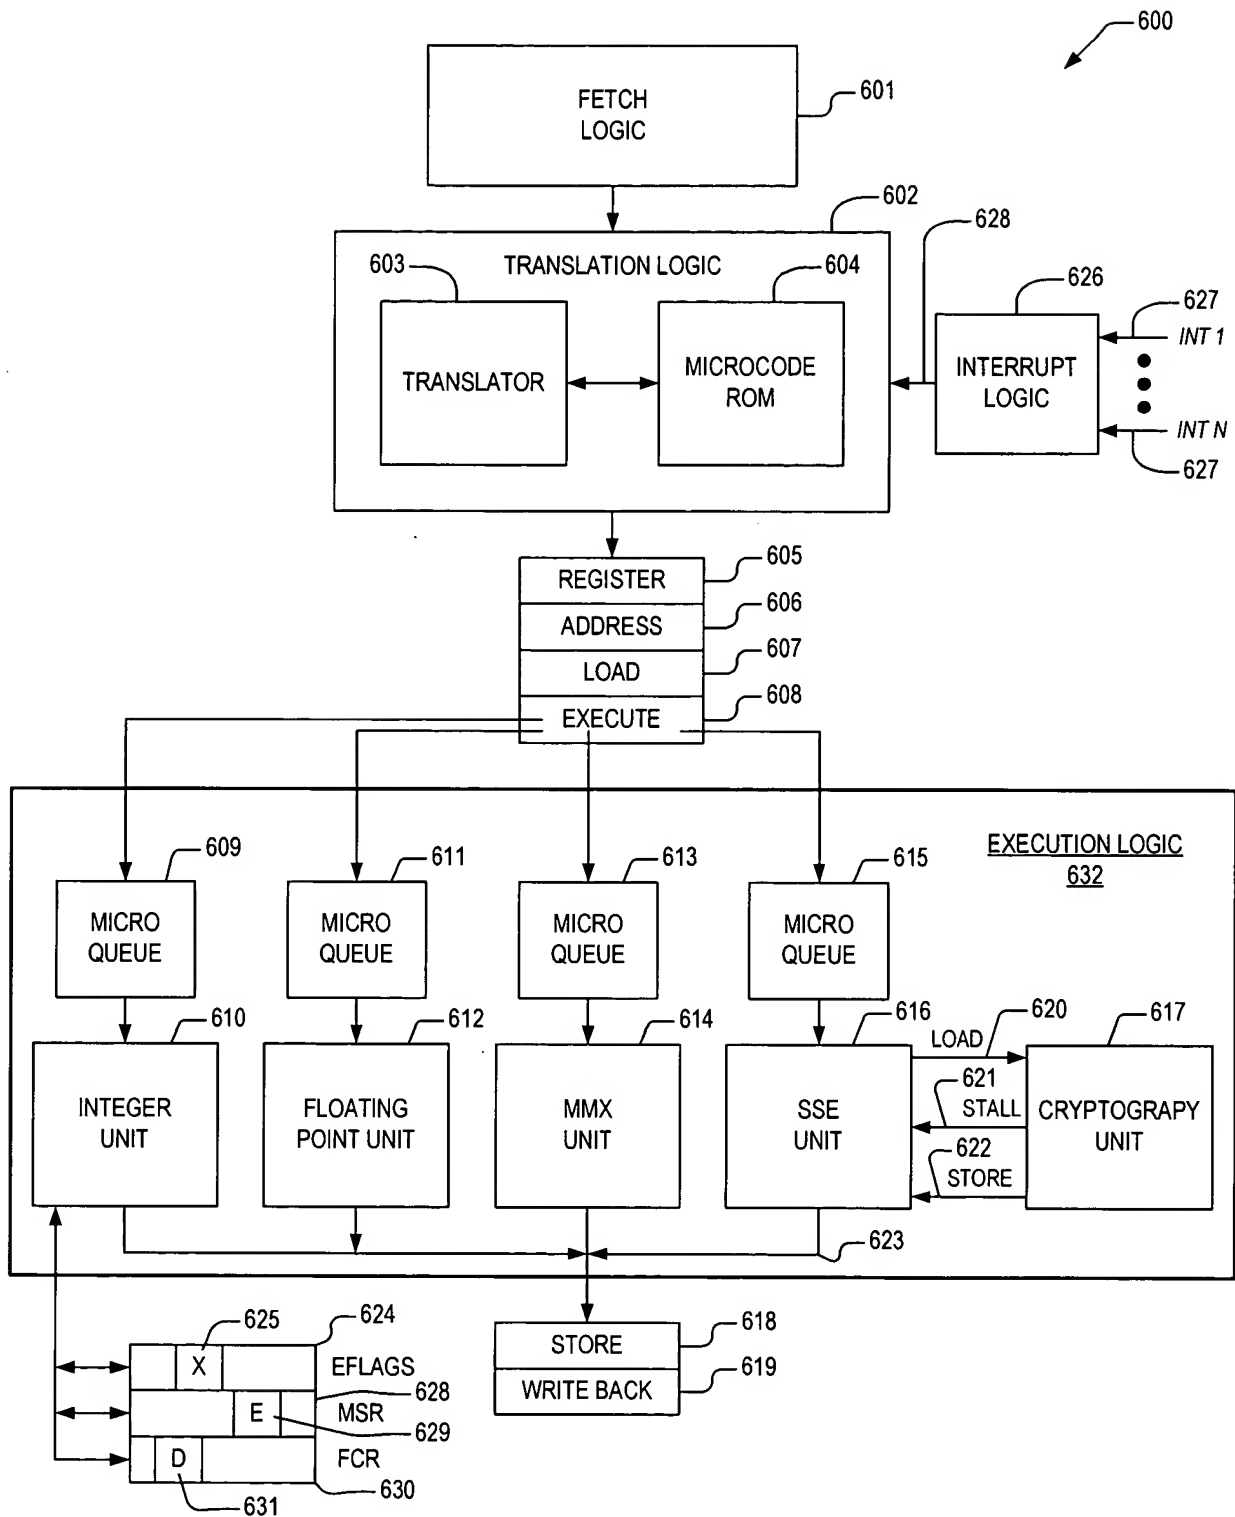 600
FETCH
LOGIC
601
602
628
TRANSLATION LOGIC
603
604
626
627
TRANSLATOR
MICROCODE
ROM
INTERRUPT
LOGIC
INT 1
INT N
627
REGISTER
605
ADDRESS
606
LOAD
607
EXECUTE
608
EXECUTION LOGIC
632
609
611
613
615
MICRO
QUEUE
MICRO
QUEUE
MICRO
QUEUE
MICRO
QUEUE
610
612
614
616
620
617
LOAD
621
STALL
622
STORE
INTEGER
UNIT
FLOATING
POINT UNIT
MMX
UNIT
SSE
UNIT
CRYPTOGRAPY
UNIT
623
625
624
X
EFLAGS
628
E
MSR
629
D
FCR
631
630
STORE
618
WRITE BACK
619